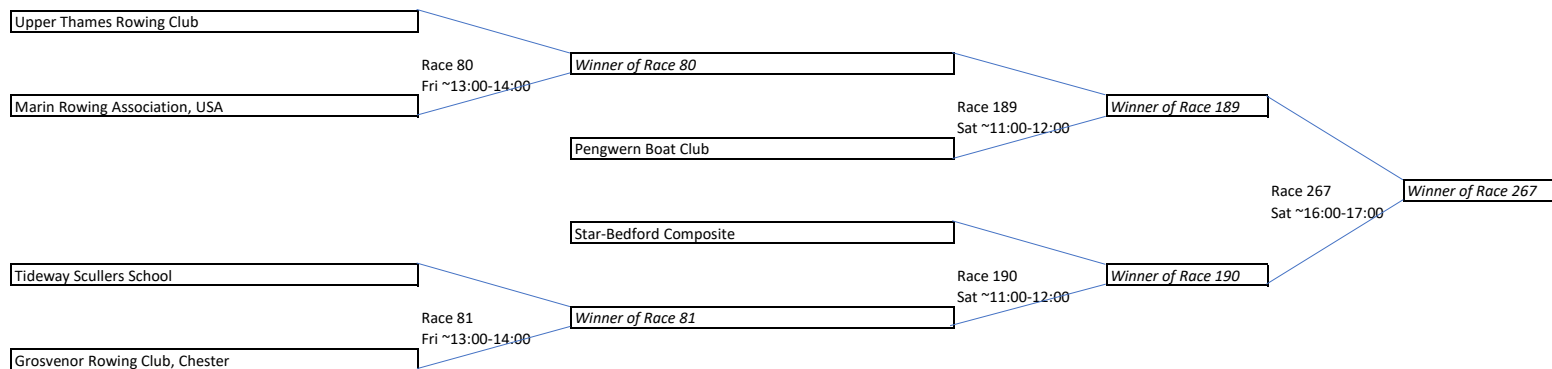 Upper Thames Rowing Club
Race 80
Fri ~13:00-14:00
Winner of Race 80
Marin Rowing Association, USA
Race 189
Sat ~11:00-12:00
Winner of Race 189
Pengwern Boat Club
Race 267
Sat ~16:00-17:00
Winner of Race 267
Star-Bedford Composite
Tideway Scullers School
Race 190
Sat ~11:00-12:00
Winner of Race 190
Race 81
Fri ~13:00-14:00
Winner of Race 81
Grosvenor Rowing Club, Chester